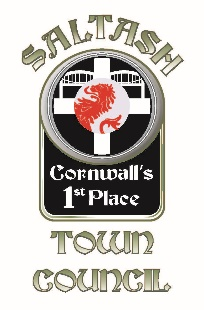 SALTASH
Cornwall's
1st Place
TOWN
COUNCIL